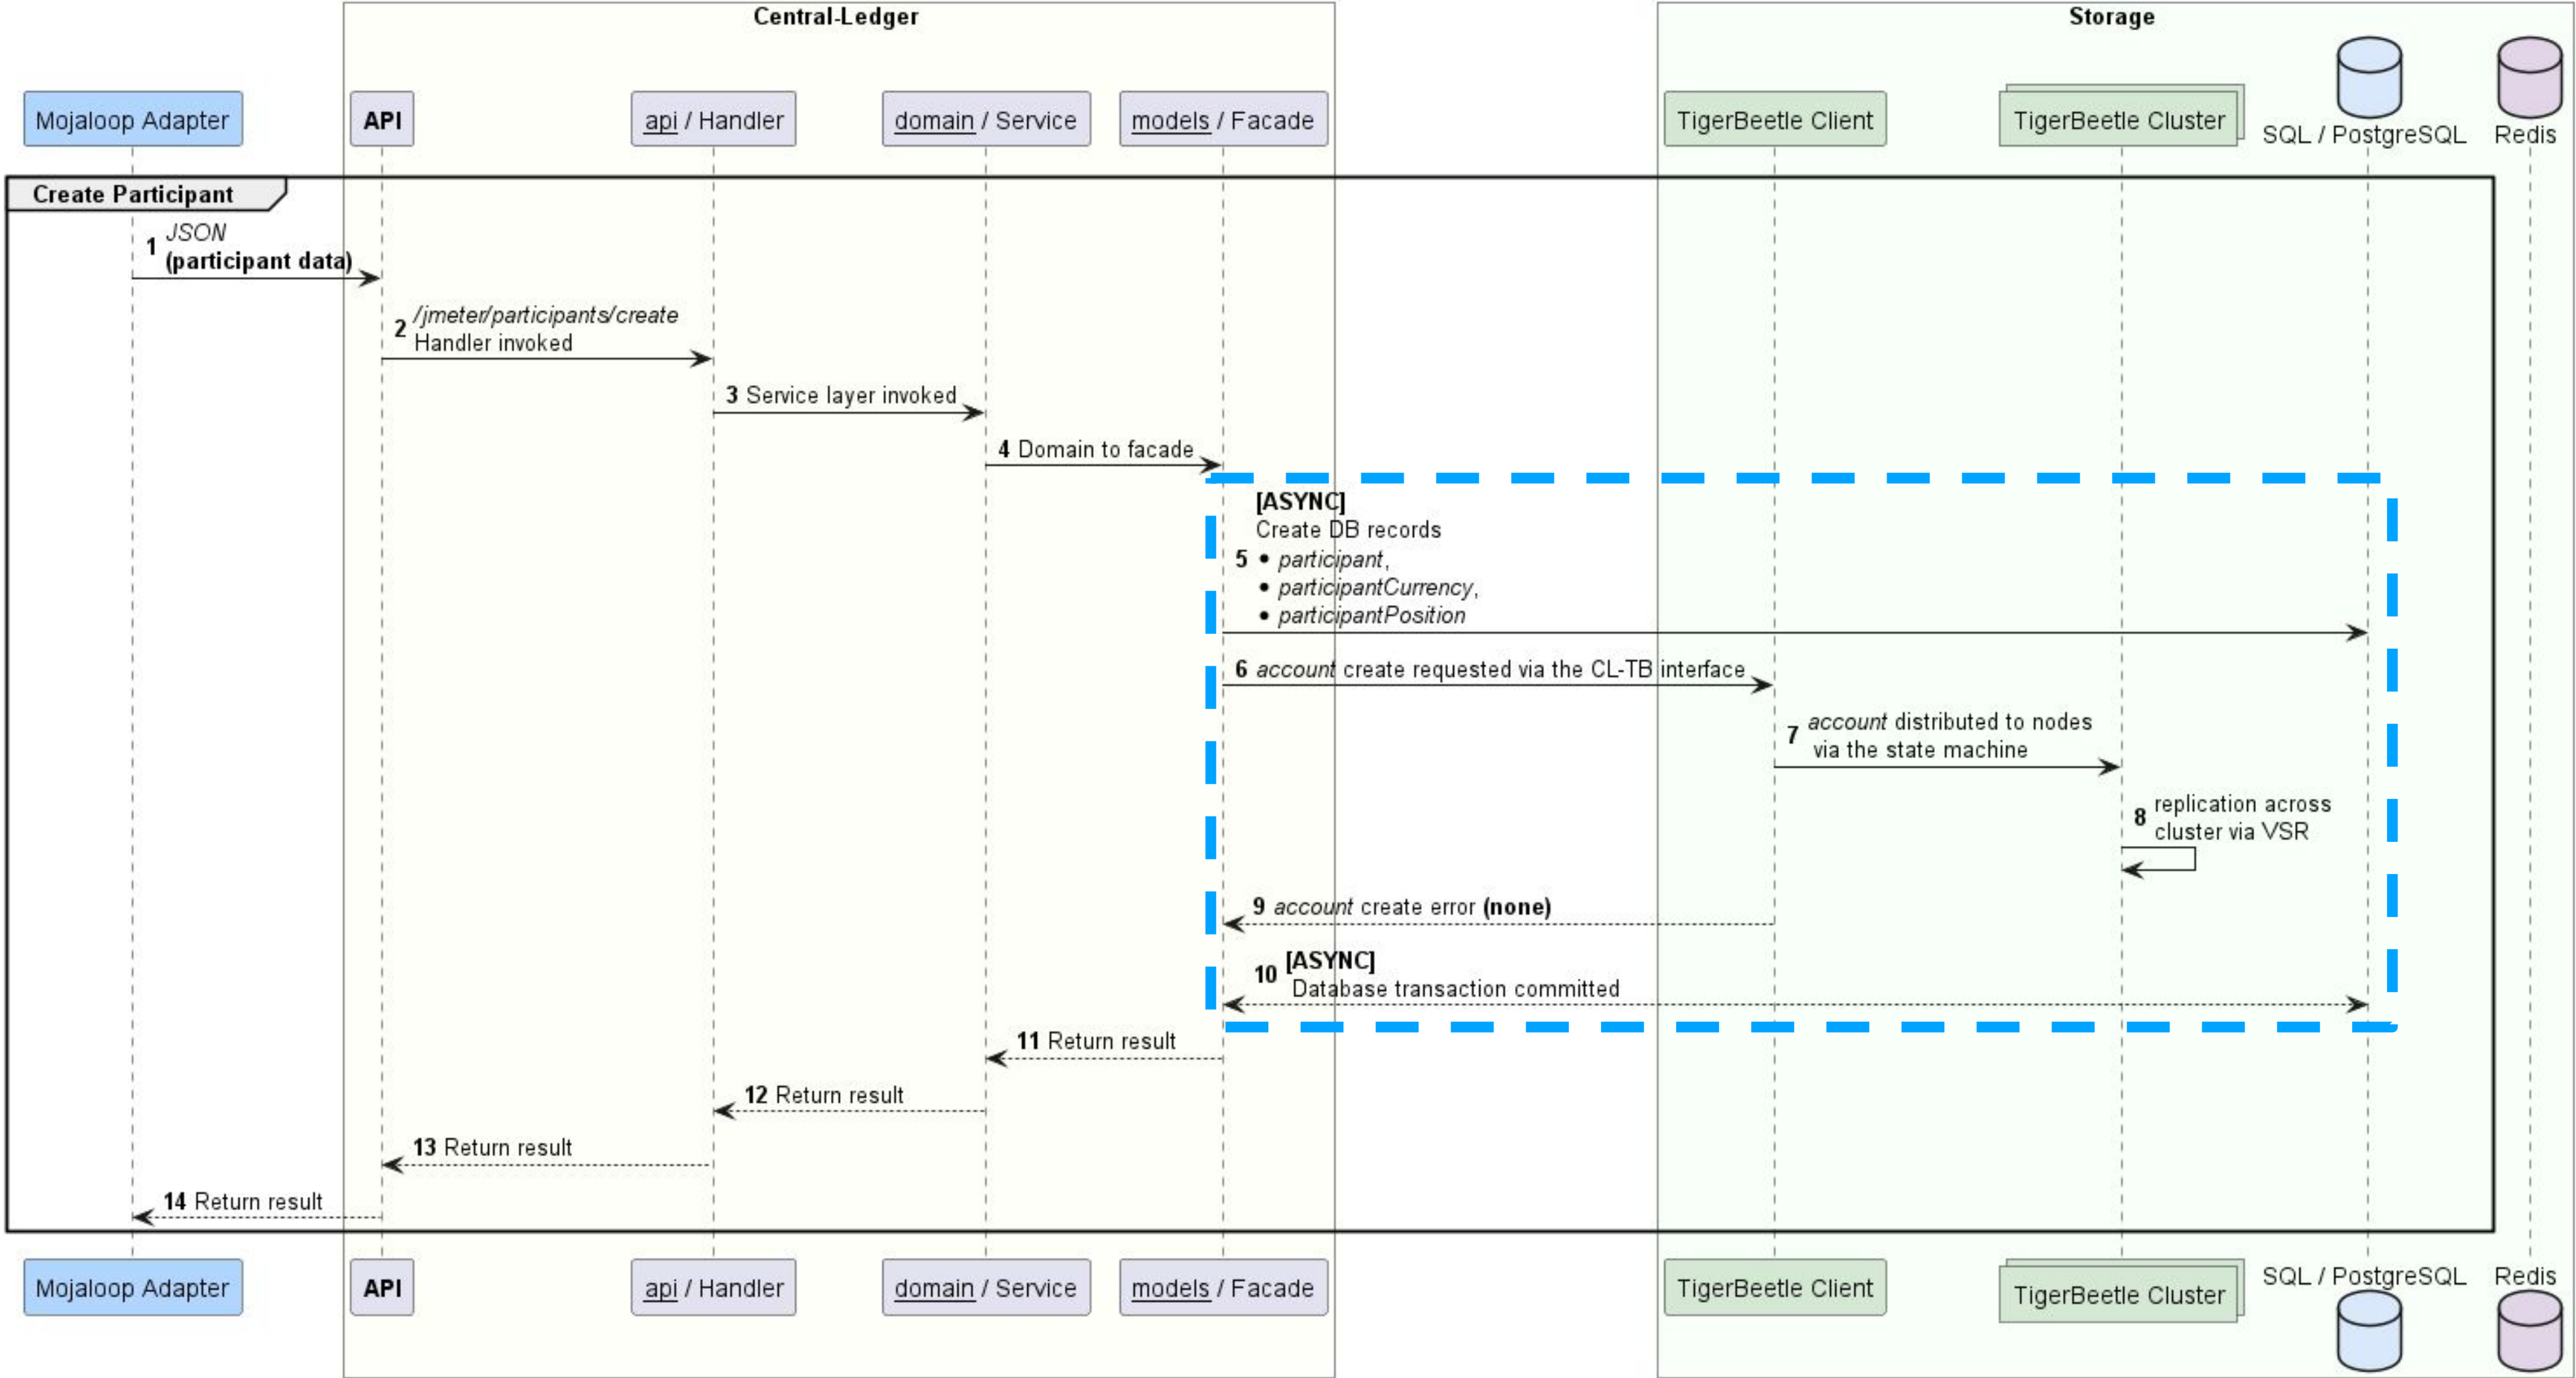 Central-Ledger
Storage
Mojaloop Adapter
API
api / Handler
domain / Service
models / Facade
TigerBeetle Client
TigerBeetle Cluster
SQL / PostgreSQL
Redis
Create Participant
1 JSON
(participant data)
2 /jmeter/participants/create
Handler invoked
3 Service layer invoked
4 Domain to facade
[ASYNC]
Create DB records
5 • participant,
• participantCurrency,
• participantPosition
6 account create requested via the CL-TB interface
7 account distributed to nodes
via the state machine
8 replication across
cluster via VSR
9 account create error (none)
10 [ASYNC]
Database transaction committed
11 Return result
12 Return result
13 Return result
14 Return result
Mojaloop Adapter
API
api / Handler
domain / Service
models / Facade
TigerBeetle Client
TigerBeetle Cluster
SQL / PostgreSQL
Redis